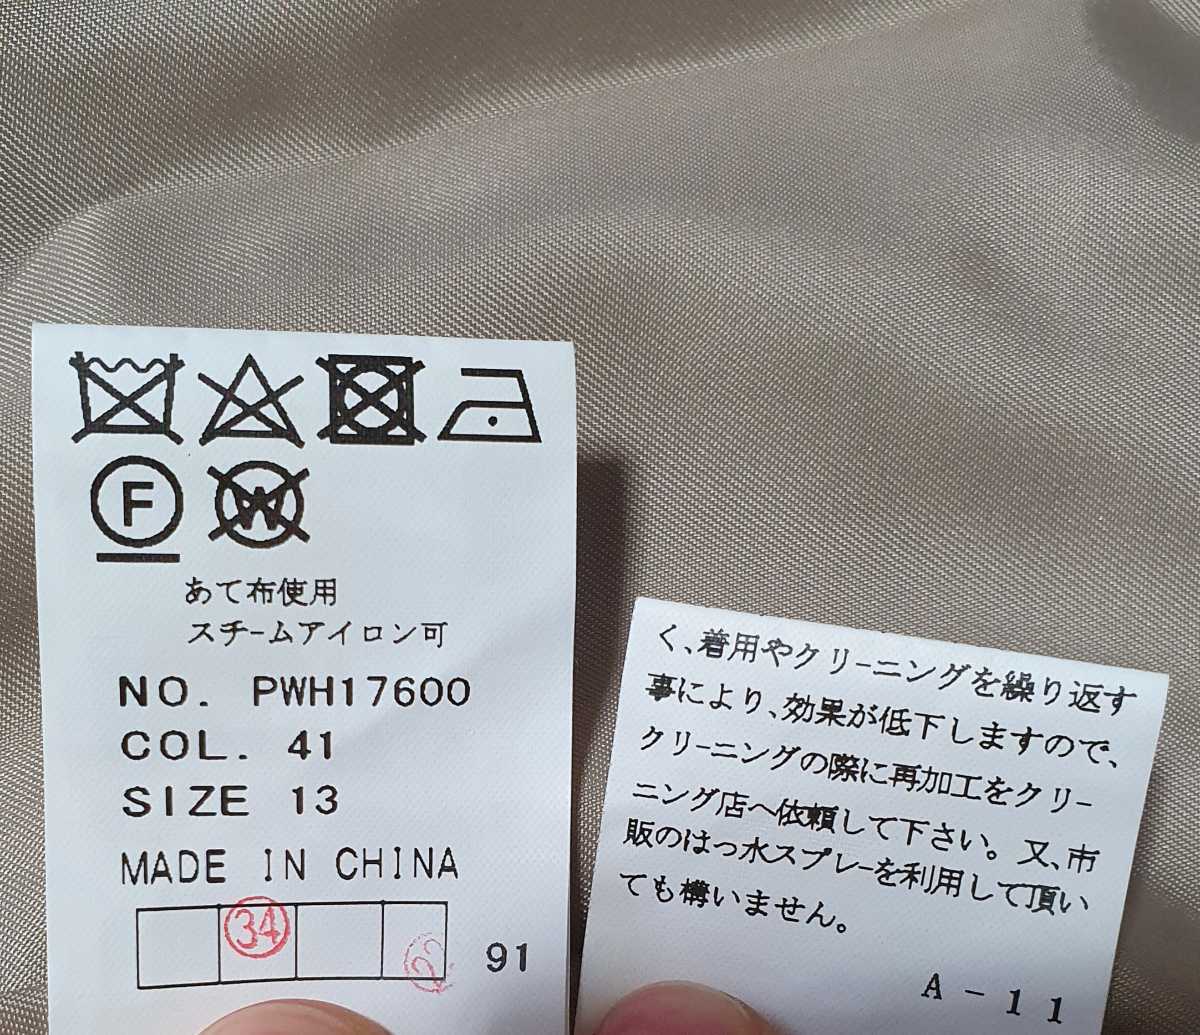 F
W
あて布使用
スチームアイロン可
NO. PWH17600
COL. 41
SIZE 13
MADE IN CHINA
34
91
く、着用やクリーニングを繰り返す
事により、効果が低下しますので、
クリーニングの際に再加工をクリー
ニング店へ依頼して下さい。又、市
販のはっ水スプレーを利用して頂い
ても構いません。
A-11